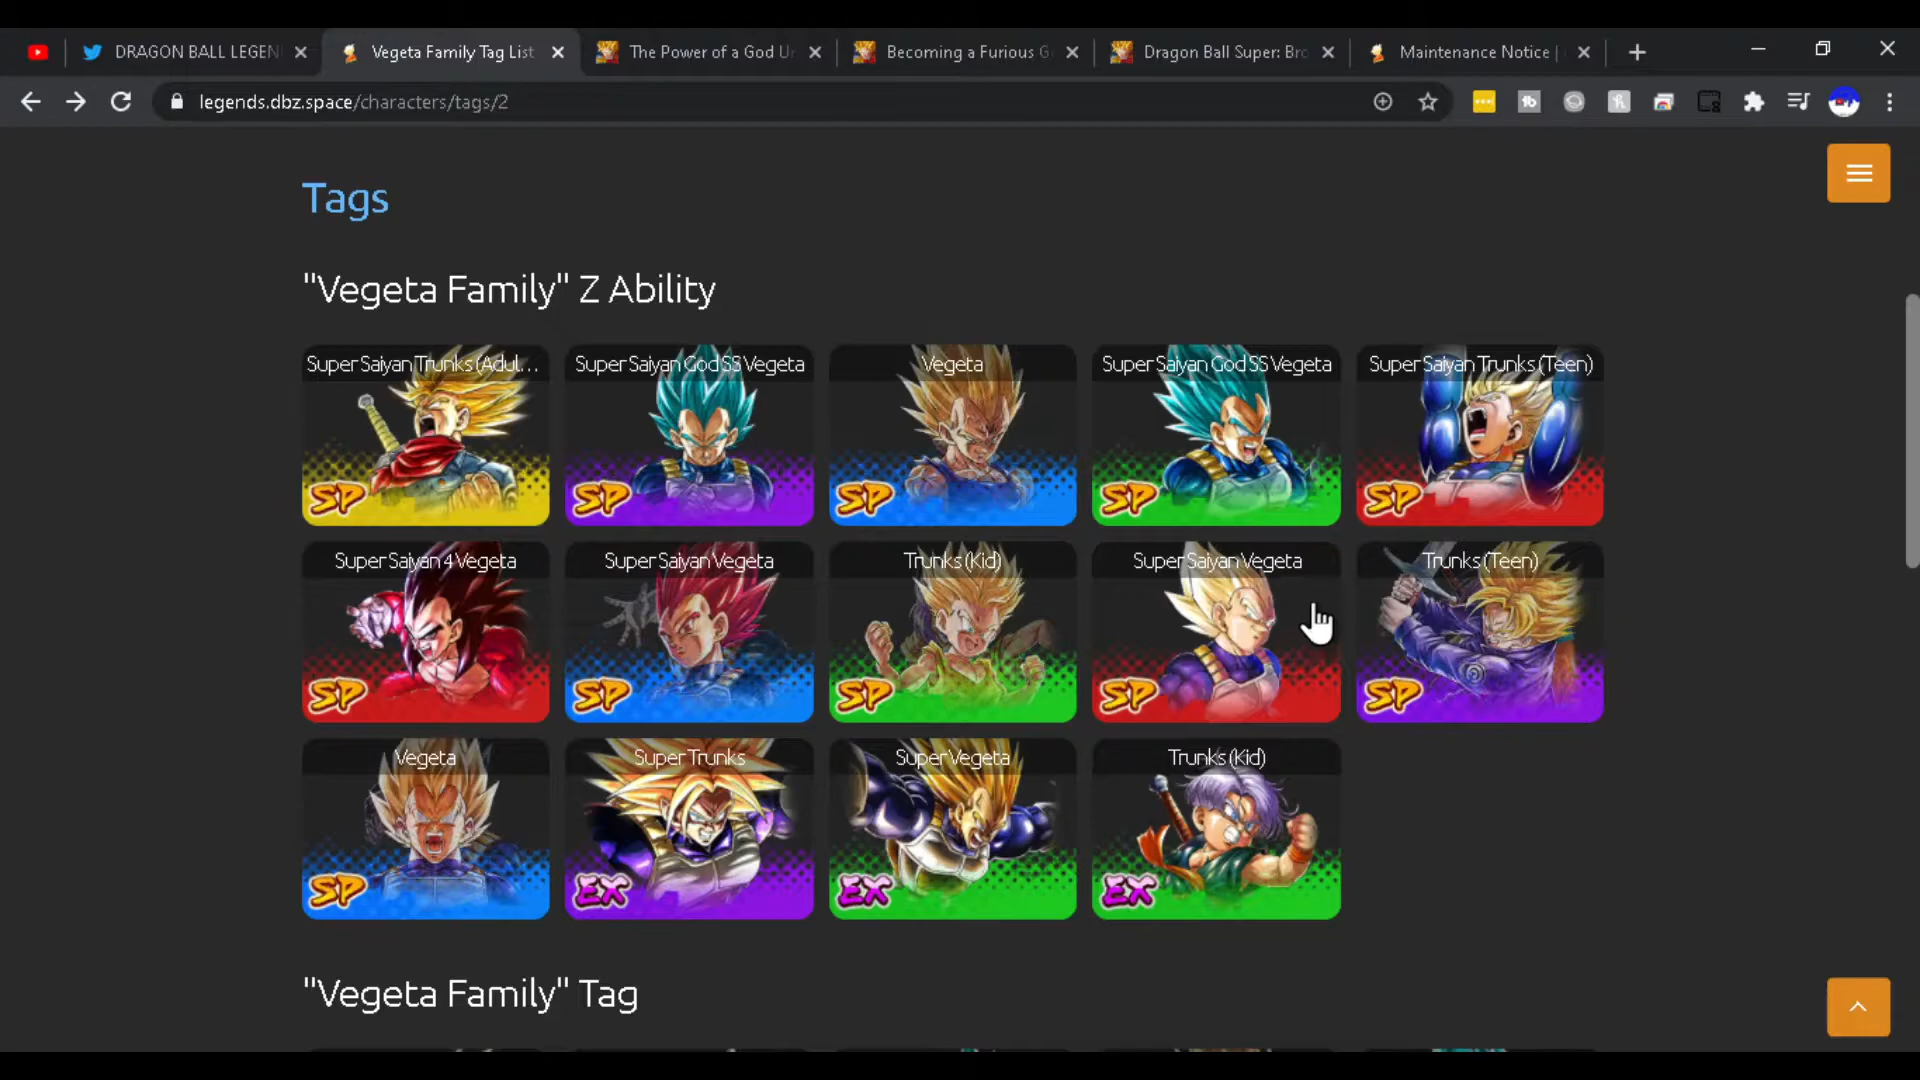 DRAGON BALL LEGEN
Vegeta Family Tag List
The Power of a God Ur
Becoming a Furious G
Dragon Ball Super: Bro
Maintenance Notice |
legends.dbz.space/characters/tags/2
Tags
"Vegeta Family" Z Ability
Super Saiyan Trunks (Adul...
Super Saiyan God SS Vegeta
Vegeta
Super Saiyan God SS Vegeta
Super Saiyan Trunks (Teen)
SP
SP
SP
SP
SP
Super Saiyan 4 Vegeta
Super Saiyan Vegeta
Trunks (Kid)
Super Saiyan Vegeta
Trunks (Teen)
SP
SP
SP
SP
SP
Vegeta
Super Trunks
Super Vegeta
Trunks (Kid)
SP
EX
EX
EX
"Vegeta Family" Tag